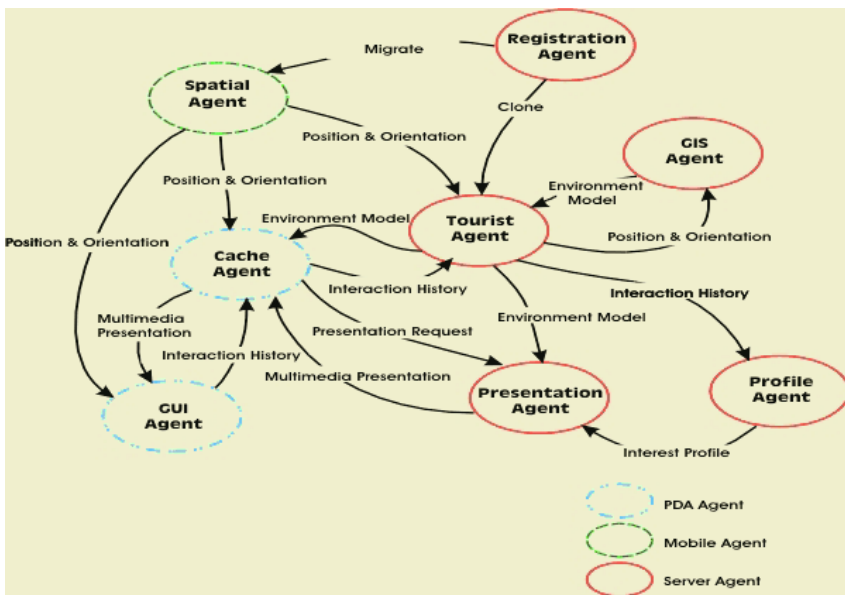 Registration
Agent
Migrate
Spatial
Agent
Clone
Position & Orientation
GIS
Agent
Position & Orientation
Environment
Model
Environment Model
Tourist
Agent
Position & Orientation
Position & Orientation
Cache
Agent
Interaction History
Interaction History
Multimedia
Presentation
Presentation Request
Environment Model
Interaction History
Multimedia Presentation
Presentation
Agent
Profile
Agent
GUI
Agent
Interest Profile
PDA Agent
Mobile Agent
Server Agent